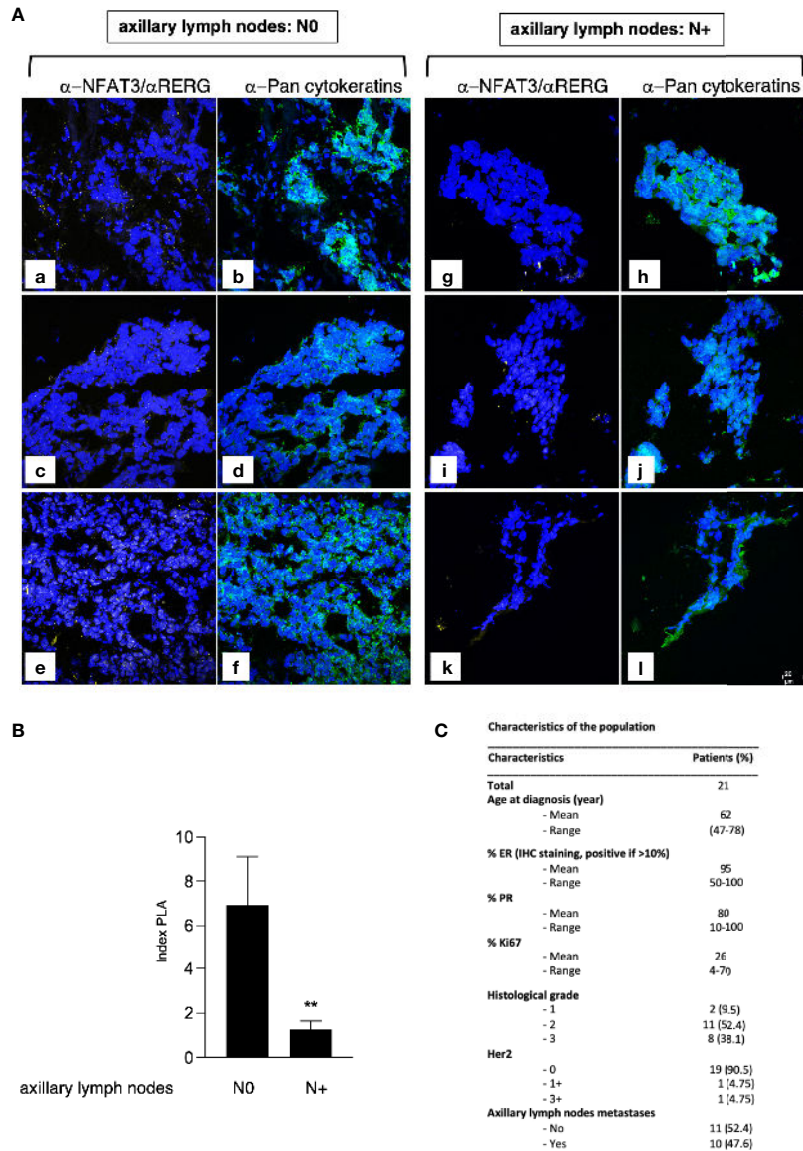 A
axillary lymph nodes: N0
axillary lymph nodes: N+
α–NFAT3/αRERG
α–Pan cytokeratins
α–NFAT3/αRERG
α–Pan cytokeratins
a
b
g
h
c
d
i
j
e
f
k
l
20
µm
B
10
8
6
4
2
0
Index PLA
**
axillary lymph nodes
N0
N+
C
Characteristics of the population
Characteristics Patients (%)
Total 21
Age at diagnosis (year)
- Mean 62
- Range (47-78)
% ER (IHC staining, positive if >10%)
- Mean 95
- Range 50-100
% PR
- Mean 80
- Range 10-100
% Ki67
- Mean 26
- Range 4-70
Histological grade
- 1 2 (9.5)
- 2 11 (52.4)
- 3 8 (38.1)
Her2
- 0 19 (90.5)
- 1+ 1 (4.75)
- 3+ 1 (4.75)
Axillary lymph nodes metastases
- No 11 (52.4)
- Yes 10 (47.6)